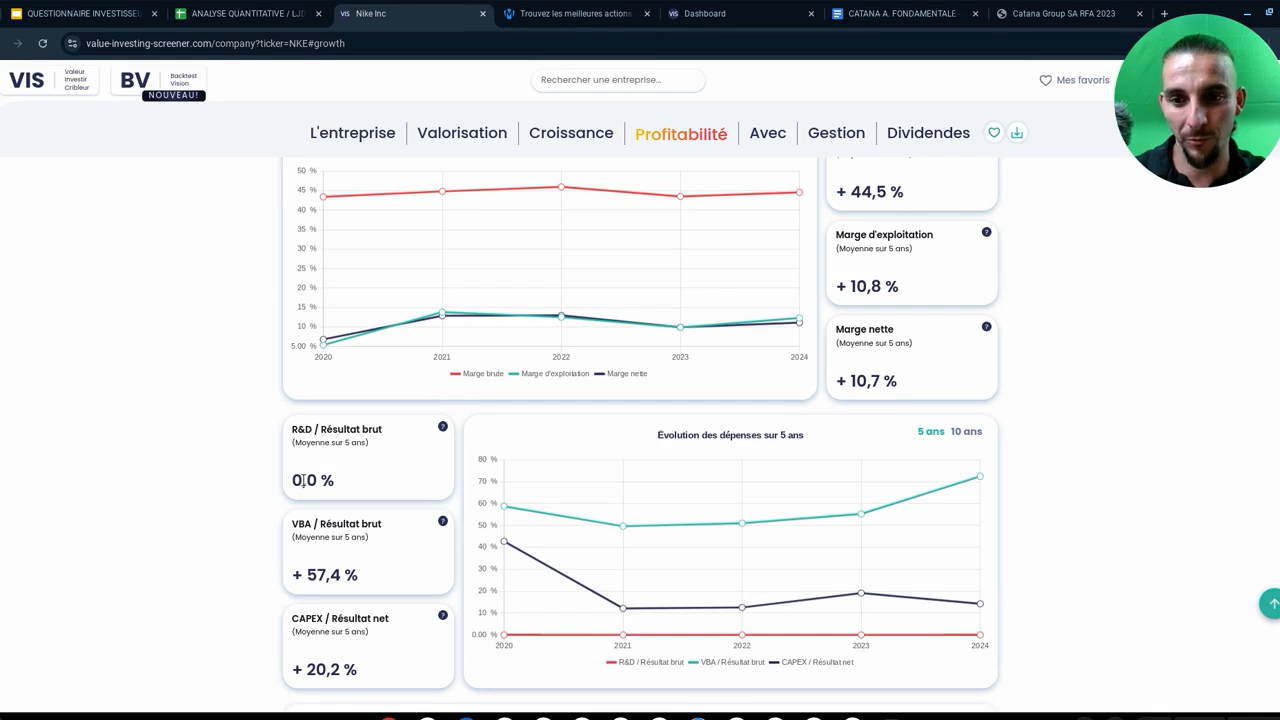 QUESTIONNAIRE INVESTISSEU
ANALYSE QUANTITATIVE / LJD
Nike Inc
Trouvez les meilleures actions
Dashboard
CATANA A. FONDAMENTALE -
Catana Group SA RFA 2023
value-investing-screener.com/company?ticker=NKE#growth
VIS
Valeur
Investir
Cribleur
BV
Backtest
Vision
NOUVEAU!
Rechercher une entreprise...
Mes favoris
L'entreprise
Valorisation
Croissance
Profitabilité
Avec
Gestion
Dividendes
50 %
45 %
40 %
35 %
30 %
25 %
20 %
15 %
10 %
5.00 %
2020
2021
2022
2023
2024
Marge brute
Marge d'exploitation
Marge nette
+ 44,5 %
Marge d'exploitation
(Moyenne sur 5 ans)
+ 10,8 %
Marge nette
(Moyenne sur 5 ans)
+ 10,7 %
R&D / Résultat brut
(Moyenne sur 5 ans)
0,0 %
VBA / Résultat brut
(Moyenne sur 5 ans)
+ 57,4 %
CAPEX / Résultat net
(Moyenne sur 5 ans)
+ 20,2 %
Évolution des dépenses sur 5 ans
5 ans
10 ans
80 %
70 %
60 %
50 %
40 %
30 %
20 %
10 %
0.00 %
2020
2021
2022
2023
2024
R&D / Résultat brut
VBA / Résultat brut
CAPEX / Résultat net